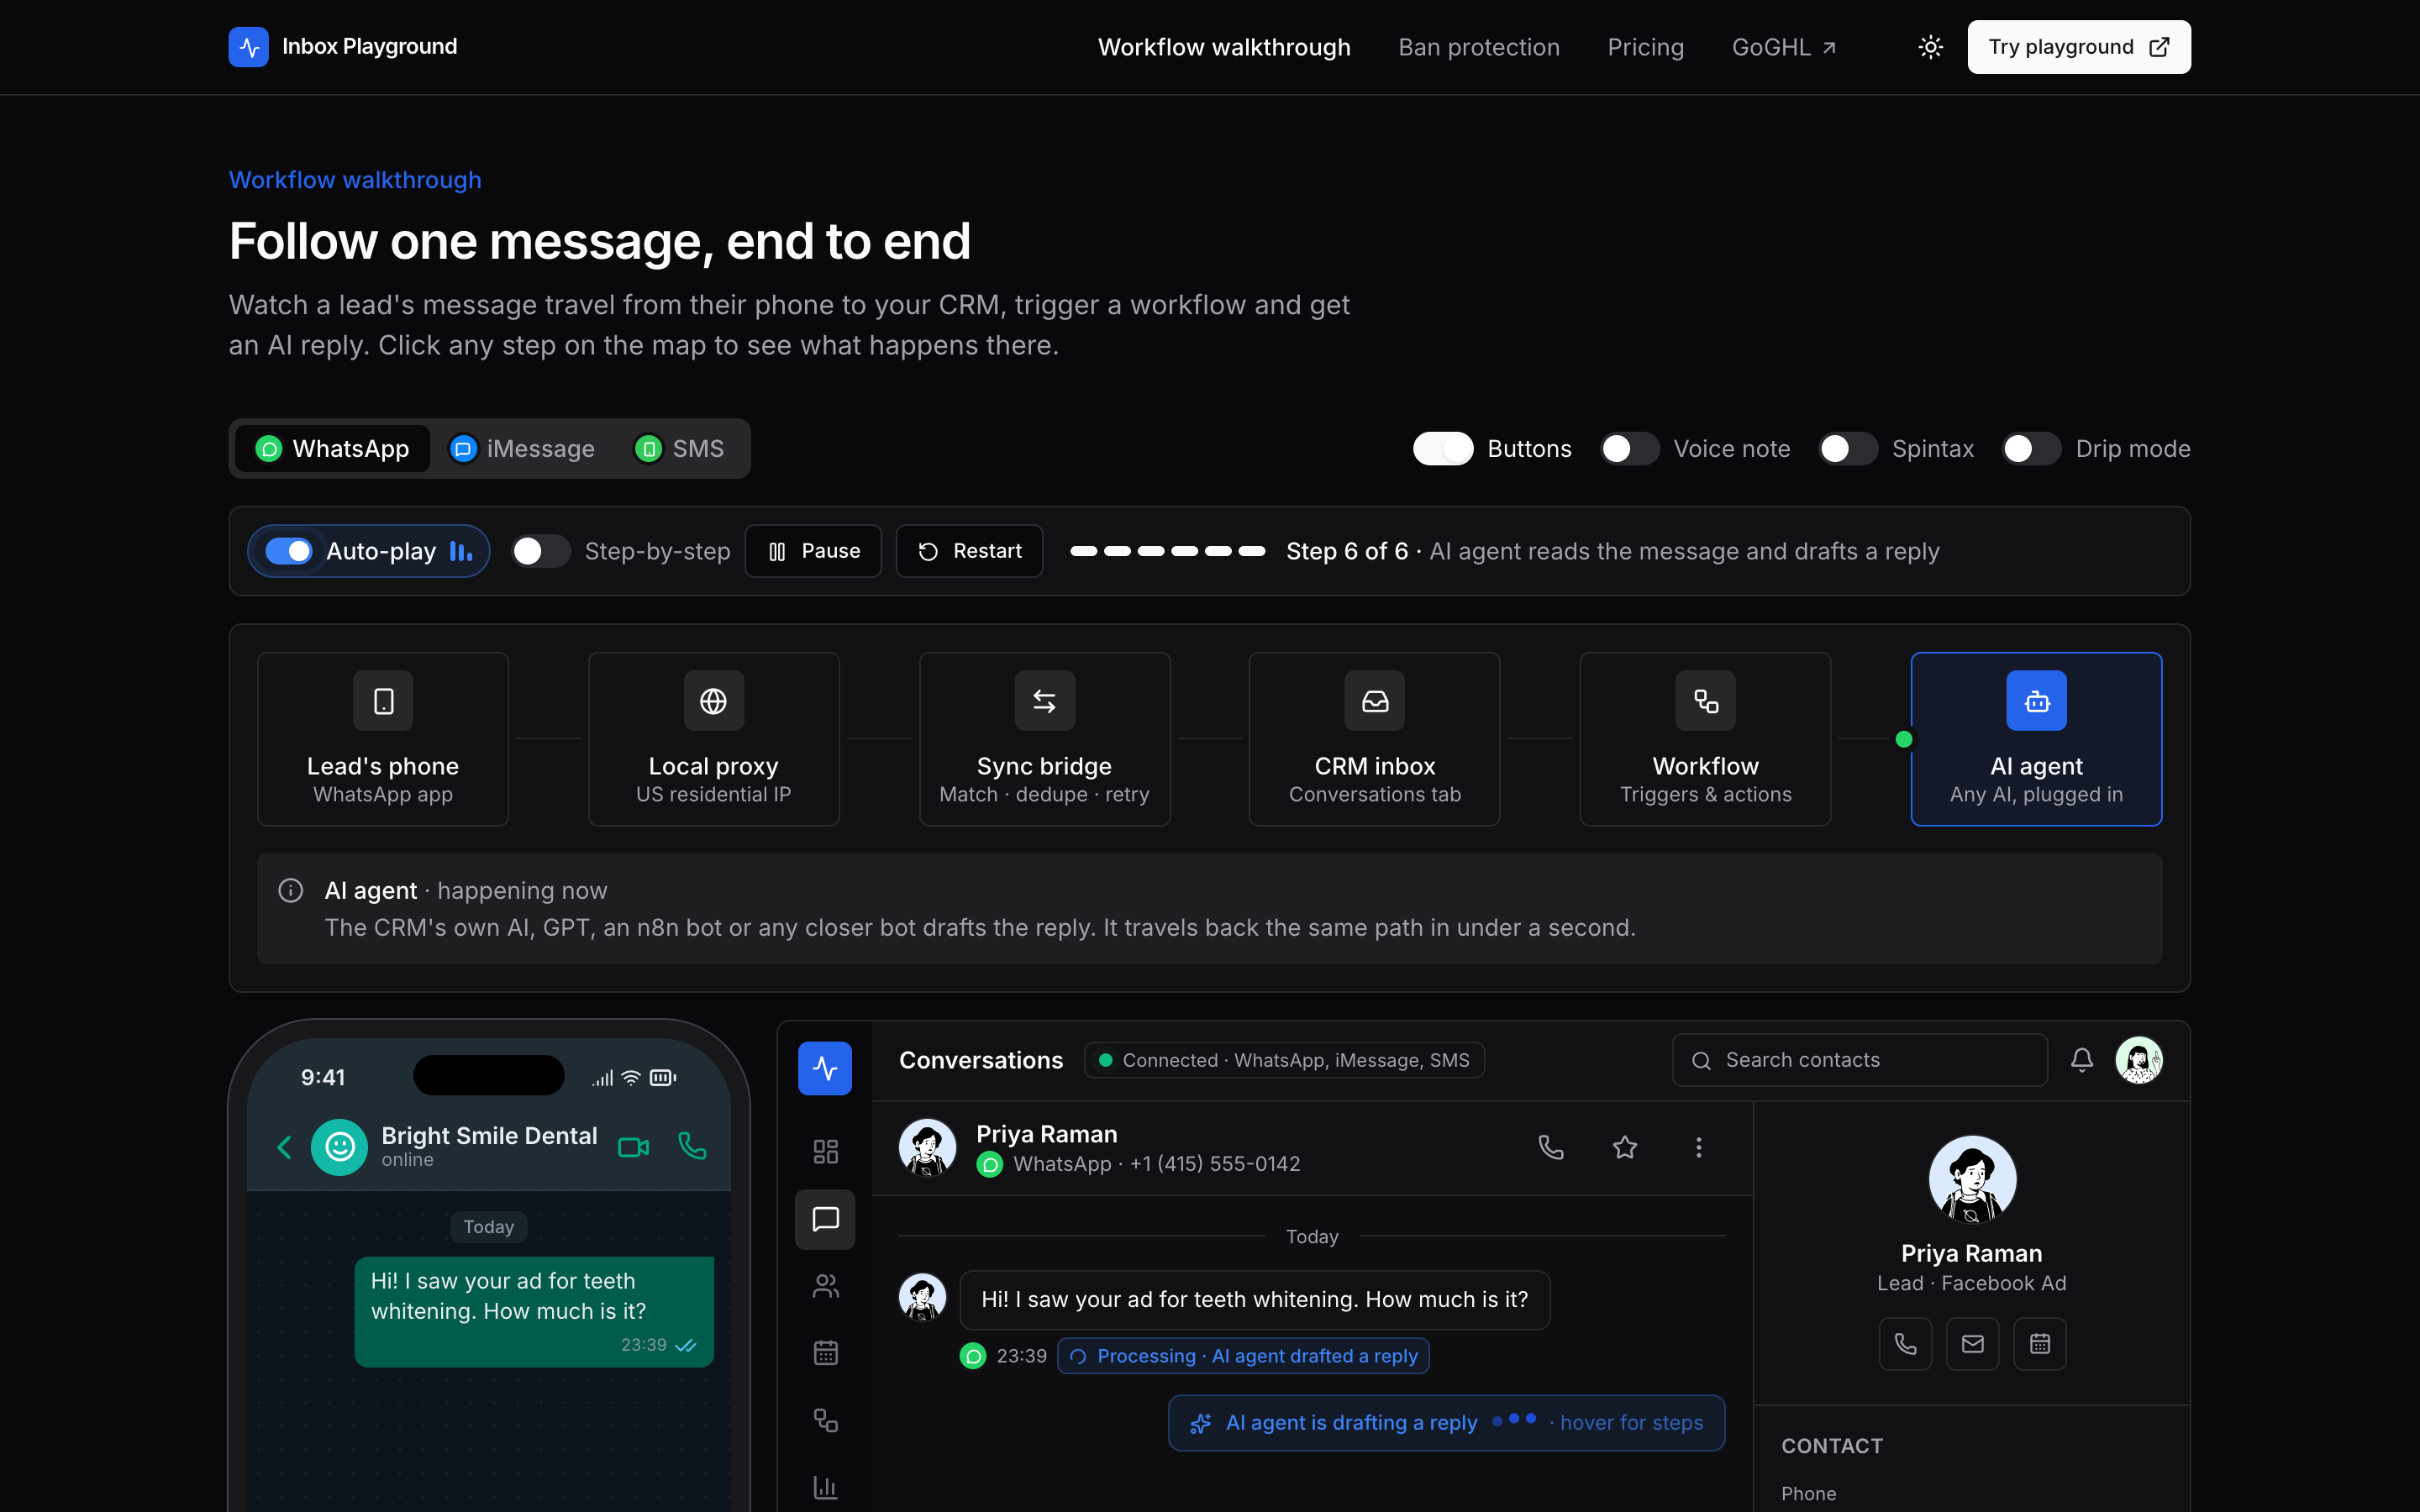 Inbox Playground
Workflow walkthrough
Ban protection
Pricing
GoGHL
Try playground
Workflow walkthrough
Follow one message, end to end
Watch a lead's message travel from their phone to your CRM, trigger a workflow and get
an AI reply. Click any step on the map to see what happens there.
WhatsApp
iMessage
SMS
Buttons
Voice note
Spintax
Drip mode
Auto-play
Step-by-step
Pause
Restart
Step 6 of 6 · AI agent reads the message and drafts a reply
Lead's phone
WhatsApp app
Local proxy
US residential IP
Sync bridge
Match · dedupe · retry
CRM inbox
Conversations tab
Workflow
Triggers & actions
AI agent
Any AI, plugged in
AI agent · happening now
The CRM's own AI, GPT, an n8n bot or any closer bot drafts the reply. It travels back the same path in under a second.
9:41
Bright Smile Dental
online
Today
Hi! I saw your ad for teeth
whitening. How much is it?
23:39
Conversations
Connected · WhatsApp, iMessage, SMS
Search contacts
Priya Raman
WhatsApp · +1 (415) 555-0142
Today
Hi! I saw your ad for teeth whitening. How much is it?
23:39
Processing · AI agent drafted a reply
AI agent is drafting a reply
· hover for steps
Priya Raman
Lead · Facebook Ad
CONTACT
Phone